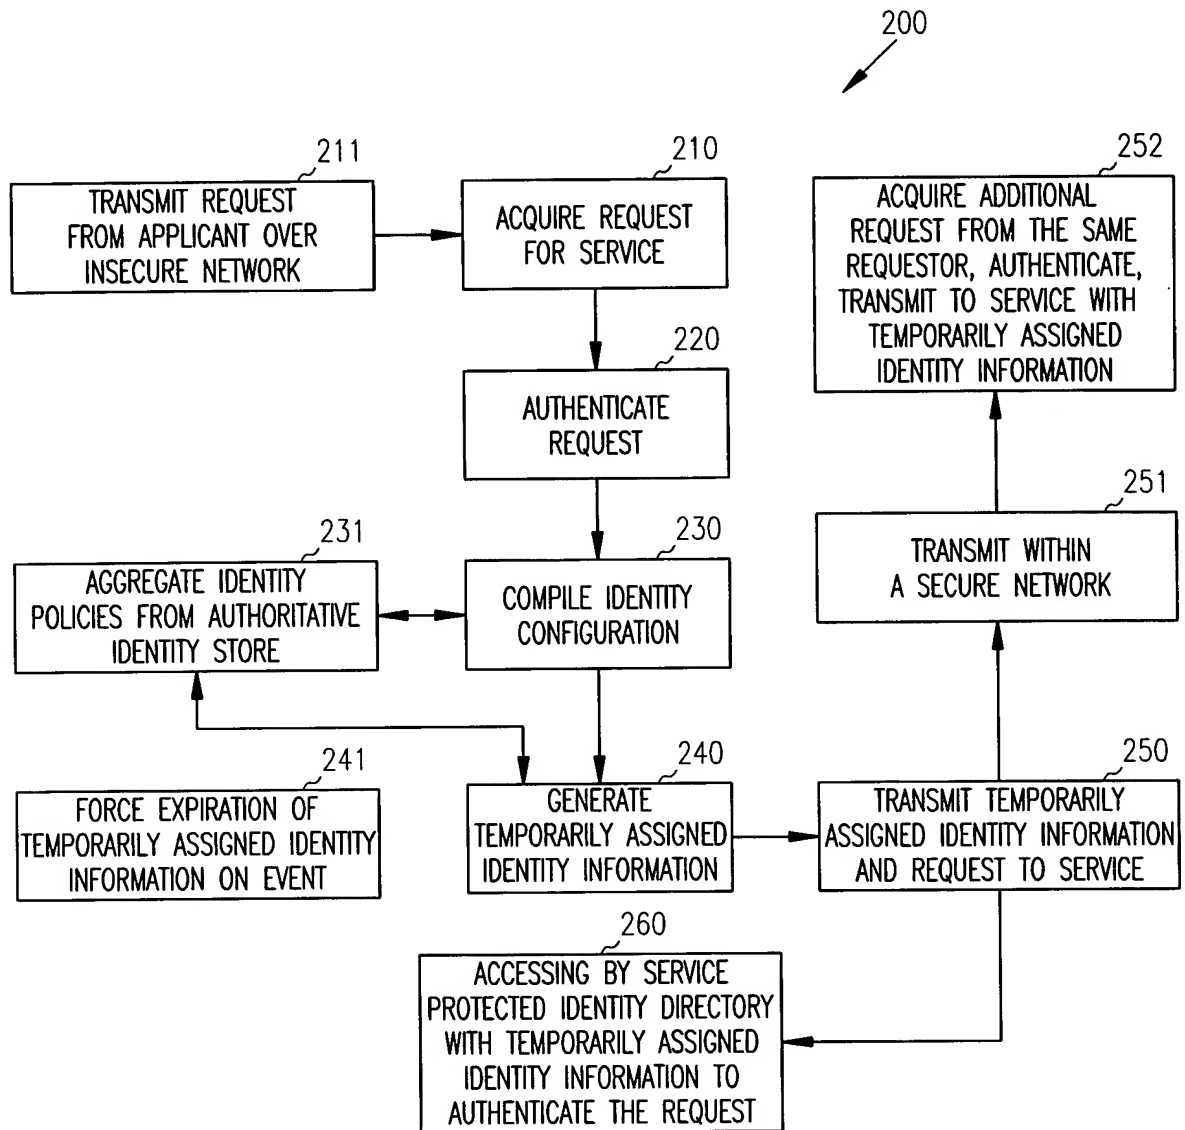 200
211
TRANSMIT REQUEST
FROM APPLICANT OVER
INSECURE NETWORK
210
ACQUIRE REQUEST
FOR SERVICE
252
ACQUIRE ADDITIONAL
REQUEST FROM THE SAME
REQUESTOR, AUTHENTICATE,
TRANSMIT TO SERVICE WITH
TEMPORARILY ASSIGNED
IDENTITY INFORMATION
220
AUTHENTICATE
REQUEST
251
TRANSMIT WITHIN
A SECURE NETWORK
231
AGGREGATE IDENTITY
POLICIES FROM AUTHORITATIVE
IDENTITY STORE
230
COMPILE IDENTITY
CONFIGURATION
241
FORCE EXPIRATION OF
TEMPORARILY ASSIGNED IDENTITY
INFORMATION ON EVENT
240
GENERATE
TEMPORARILY ASSIGNED
IDENTITY INFORMATION
250
TRANSMIT TEMPORARILY
ASSIGNED IDENTITY INFORMATION
AND REQUEST TO SERVICE
260
ACCESSING BY SERVICE
PROTECTED IDENTITY DIRECTORY
WITH TEMPORARILY ASSIGNED
IDENTITY INFORMATION TO
AUTHENTICATE THE REQUEST